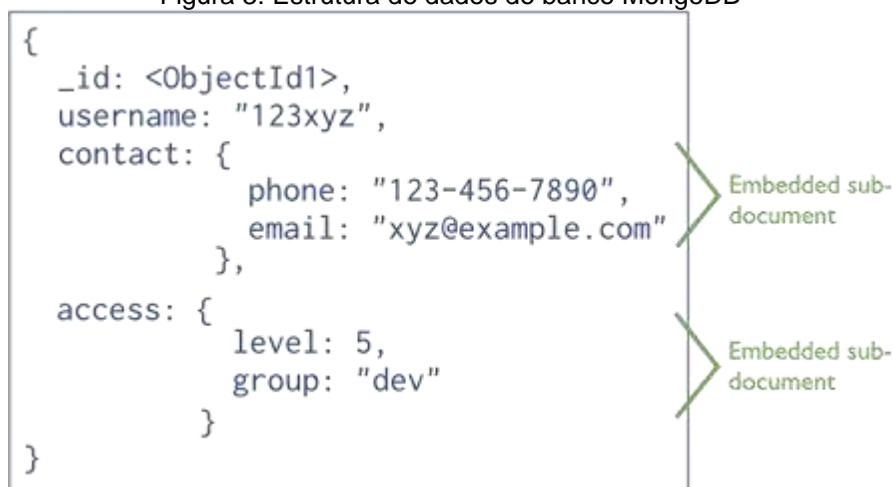 Figura 3: Estrutura de dados do banco MongoDB
{
_id: <ObjectId1>,
username: "123xyz",
contact: {
phone: "123-456-7890",
email: "xyz@example.com"
},
Embedded sub-
document
access: {
level: 5,
group: "dev"
}
Embedded sub-
document
}